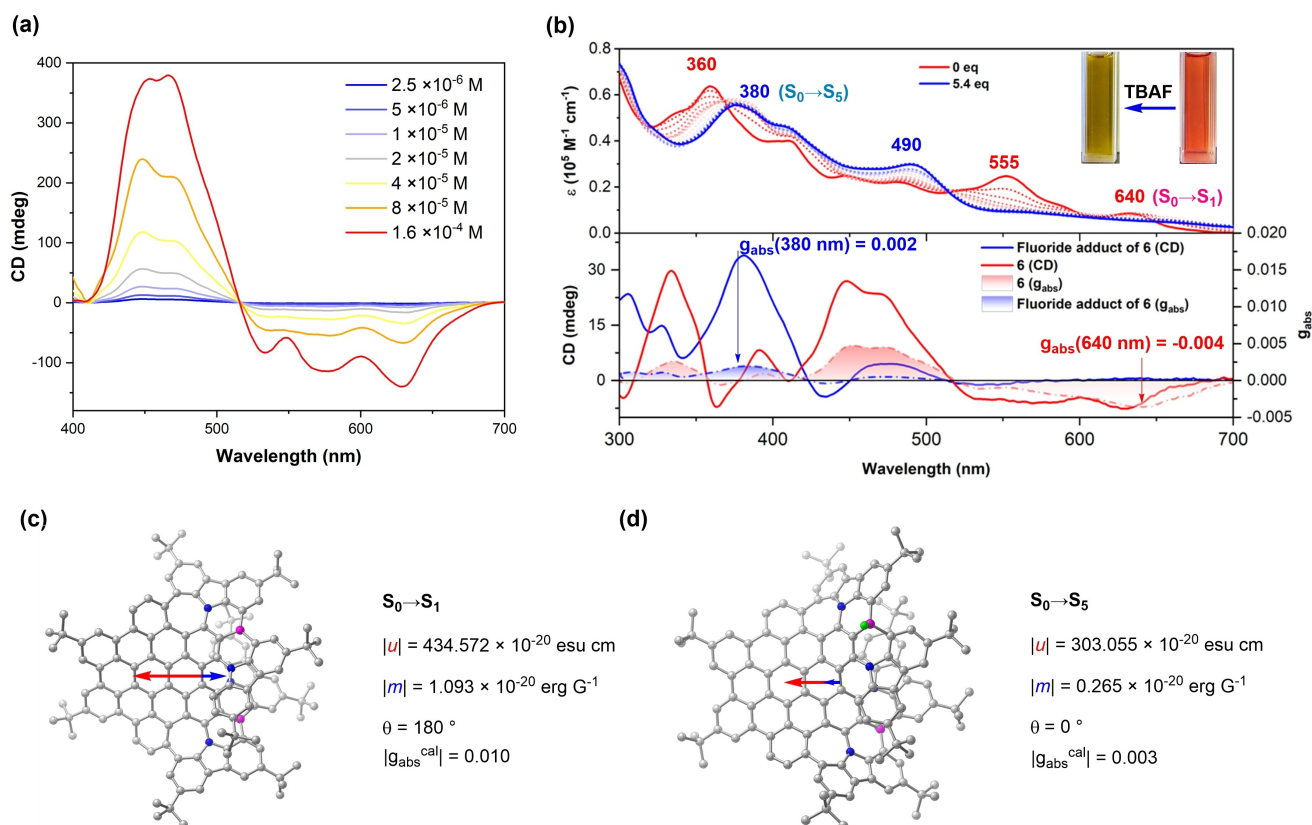 (a)
400
300
200
100
0
-100
CD (mdeg)
400
500
600
700
Wavelength (nm)
2.5 ×10⁻⁶ M
5 ×10⁻⁶ M
1 ×10⁻⁵ M
2 ×10⁻⁵ M
4 ×10⁻⁵ M
8 ×10⁻⁵ M
1.6 ×10⁻⁴ M
(b)
0.8
0.6
0.4
0.2
0.0
ε (10⁵ M⁻¹ cm⁻¹)
360
380 (S₀→S₅)
490
555
640 (S₀→S₁)
0 eq
5.4 eq
TBAF
30
15
0
CD (mdeg)
g_abs(380 nm) = 0.002
Fluoride adduct of 6 (CD)
6 (CD)
6 (g_abs)
Fluoride adduct of 6 (g_abs)
g_abs(640 nm) = -0.004
0.020
0.015
0.010
0.005
0.000
-0.005
g_abs
300
400
500
600
700
Wavelength (nm)
(c)
S₀→S₁
|u| = 434.572 × 10⁻²⁰ esu cm
|m| = 1.093 × 10⁻²⁰ erg G⁻¹
θ = 180 °
|g_abs^cal| = 0.010
(d)
S₀→S₅
|u| = 303.055 × 10⁻²⁰ esu cm
|m| = 0.265 × 10⁻²⁰ erg G⁻¹
θ = 0 °
|g_abs^cal| = 0.003